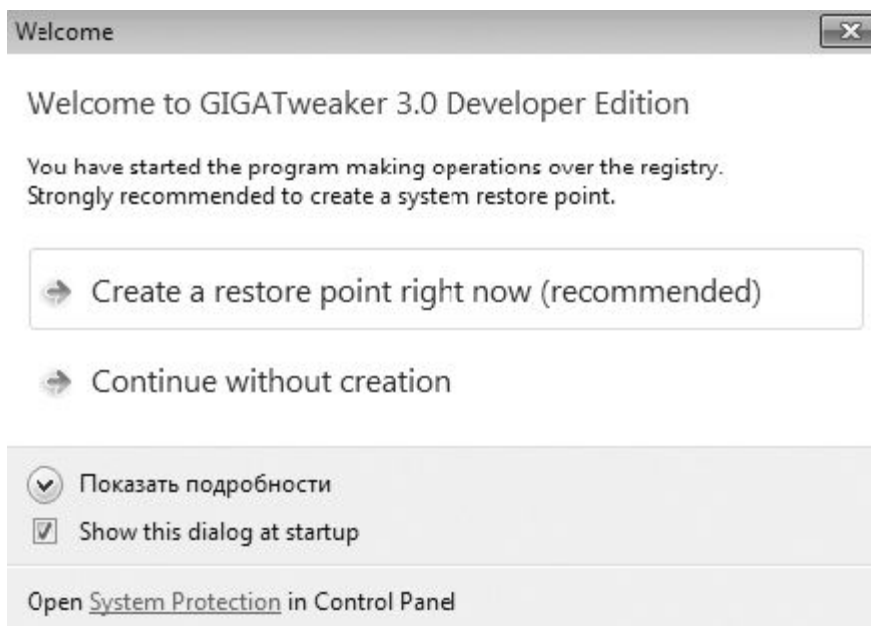 Welcome
Welcome to GIGATweaker 3.0 Developer Edition
You have started the program making operations over the registry.
Strongly recommended to create a system restore point.
Create a restore point right now (recommended)
Continue without creation
Показать подробности
Show this dialog at startup
Open System Protection in Control Panel